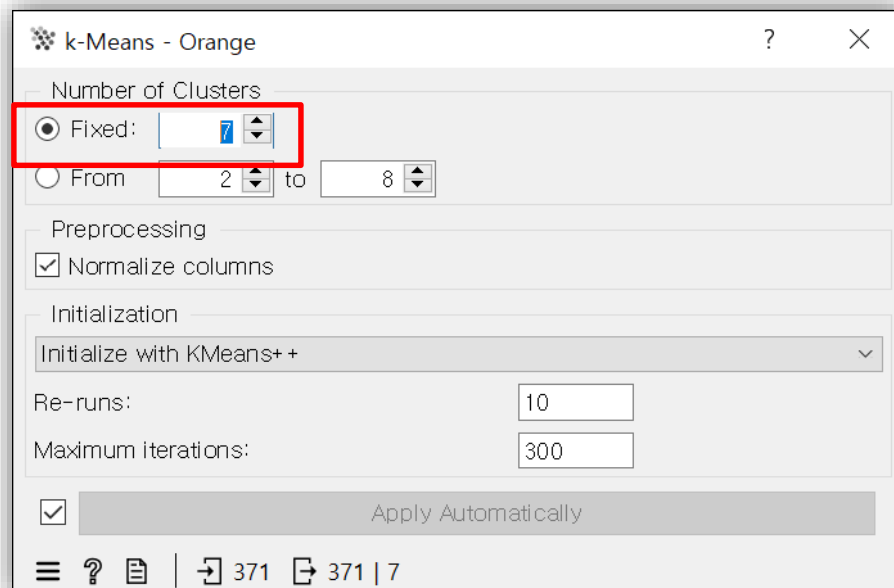 k-Means - Orange ?
Number of Clusters
Fixed: 7
From 2 to 8
Preprocessing
Normalize columns
Initialization
Initialize with KMeans++
Re-runs: 10
Maximum iterations: 300
Apply Automatically
? 371 371 | 7